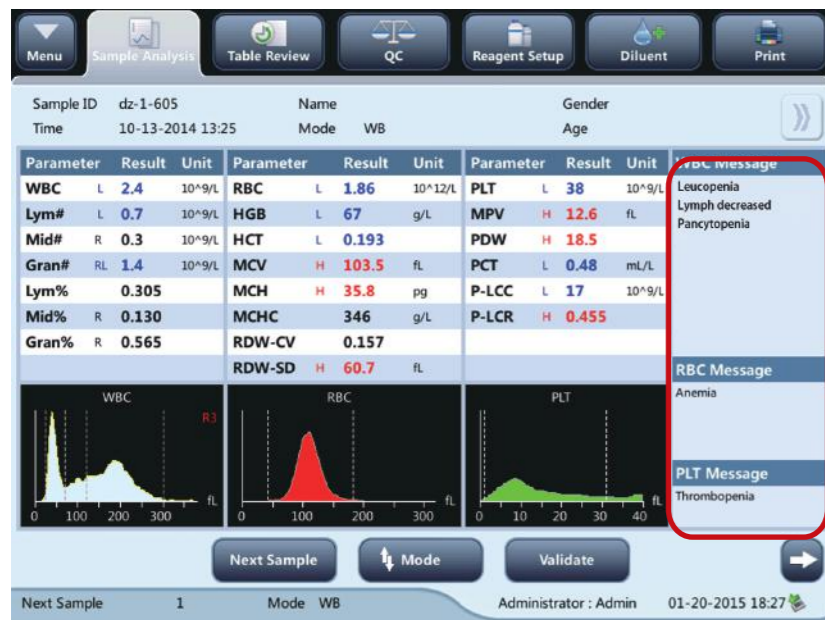 Menu
Sample Analysis
Table Review
QC
Reagent Setup
Diluent
Print
Sample ID dz-1-605 Name Gender
Time 10-13-2014 13:25 Mode WB Age
Parameter Result Unit Parameter Result Unit Parameter Result Unit WBC Message
WBC L 2.4 10^9/L RBC L 1.86 10^12/L PLT L 38 10^9/L Leucopenia
Lym# L 0.7 10^9/L HGB L 67 g/L MPV H 12.6 fL Lymph decreased
Mid# R 0.3 10^9/L HCT L 0.193 PDW H 18.5 Pancytopenia
Gran# RL 1.4 10^9/L MCV H 103.5 fL PCT L 0.48 mL/L
Lym% 0.305 MCH H 35.8 pg P-LCC L 17 10^9/L
Mid% R 0.130 MCHC 346 g/L P-LCR H 0.455
Gran% R 0.565 RDW-CV 0.157
RDW-SD H 60.7 fL RBC Message
Anemia
WBC RBC PLT
R3
PLT Message
Thrombopenia
0 100 200 300 fL
0 100 200 300 fL
0 10 20 30 40 fL
Next Sample Mode Validate
Next Sample 1 Mode WB Administrator : Admin 01-20-2015 18:27